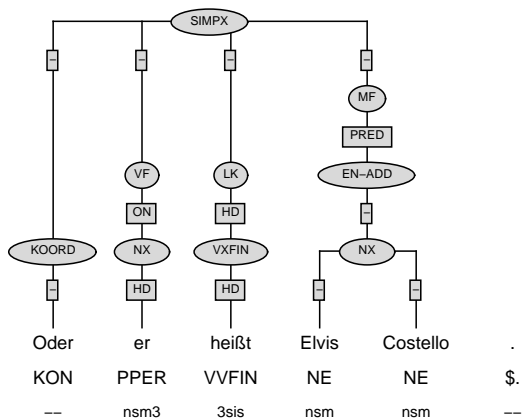 SIMPX
– – – –
MF
PRED
VF LK EN–ADD
ON HD –
KOORD NX VXFIN NX
– HD HD – –
Oder er heißt Elvis Costello .
KON PPER VVFIN NE NE $.
–– nsm3 3sis nsm nsm ––